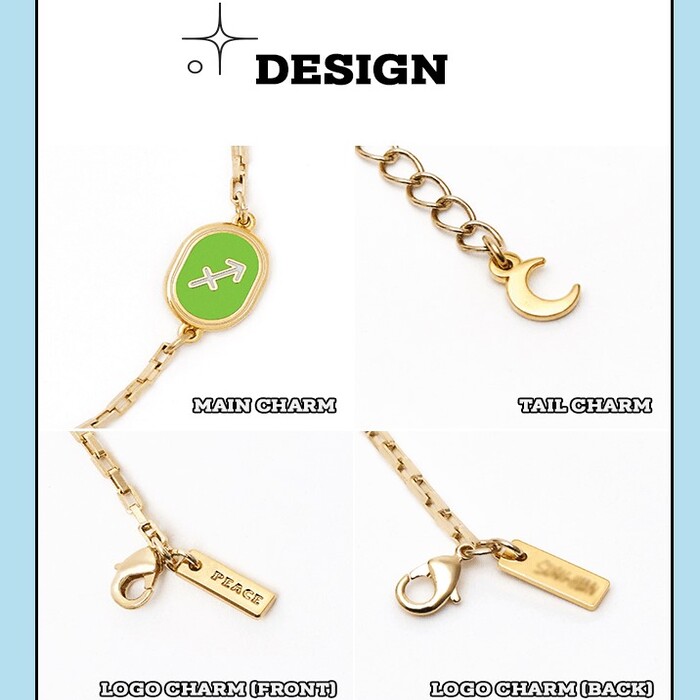 DESIGN
MAIN CHARM
TAIL CHARM
PEACE
LOGO CHARM (FRONT)
LOGO CHARM (BACK)